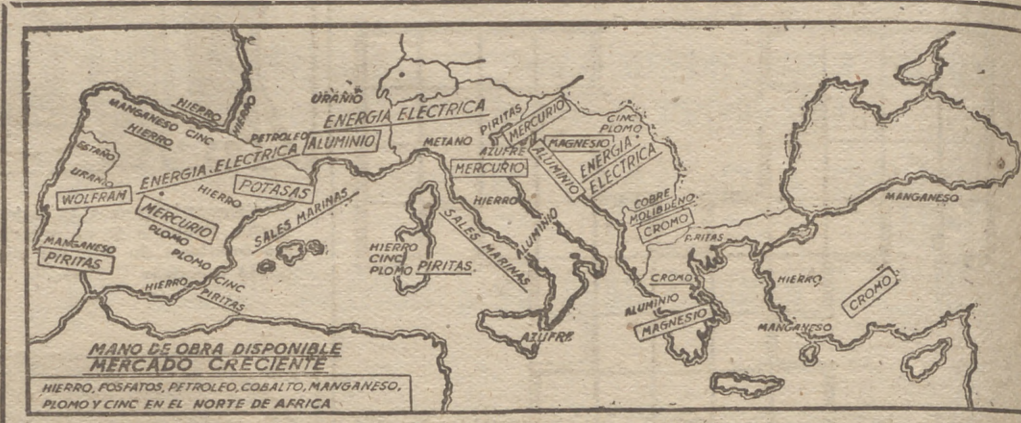 MANGANESO
HIERRO
CINC
HIERRO
HIERRO
ESTAÑO
URANIO
WOLFRAM
ENERGIA ELECTRICA
PETROLEO
URANIO
ENERGIA ELECTRICA
ALUMINIO
POTASAS
HIERRO
MERCURIO
PLOMO
PLOMO
CINC
PIRITAS
HIERRO
MANGANESO
PIRITAS
SALES MARINAS
METANO
PIRITAS
MERCURIO
AZUFRE
MERCURIO
MAGNESIO
ALUMINIO
CINC
PLOMO
ENERGIA
ELECTRICA
HIERRO
SALES MARINAS
ALUMINIO
HIERRO
CINC
PLOMO PIRITAS
AZUFRE
COBRE
MOLIBDENO
CROMO
PIRITAS
CROMO
ALUMINIO
MAGNESIO
HIERRO
MANGANESO
CROMO
MANGANESO
MANO DE OBRA DISPONIBLE
MERCADO CRECIENTE
HIERRO, FOSFATOS, PETROLEO, COBALTO, MANGANESO,
PLOMO Y CINC EN EL NORTE DE AFRICA